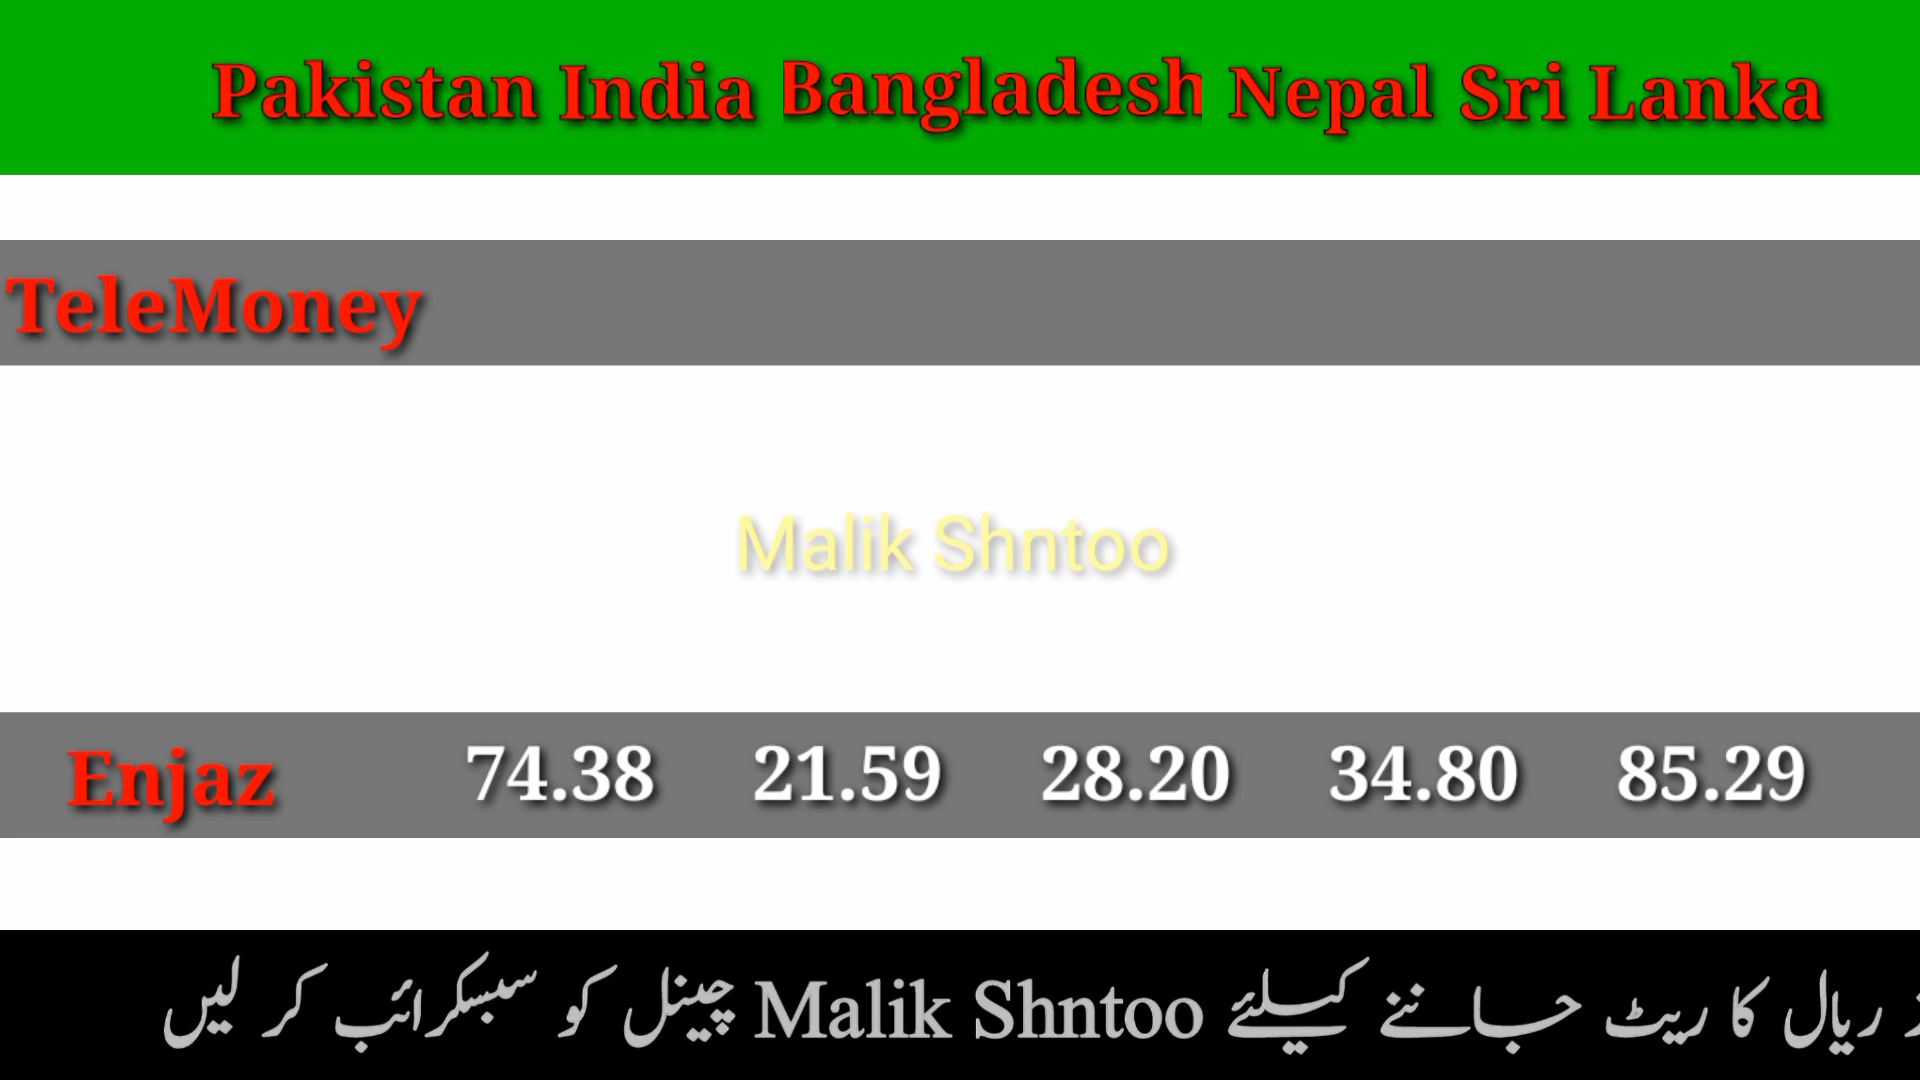 Pakistan India Bangladesh Nepal Sri Lanka
TeleMoney
Malik Shntoo
Enjaz 74.38 21.59 28.20 34.80 85.29
ریال کا ریٹ جاننے کیلئے Malik Shntoo چینل کو سبسکرائب کر لیں